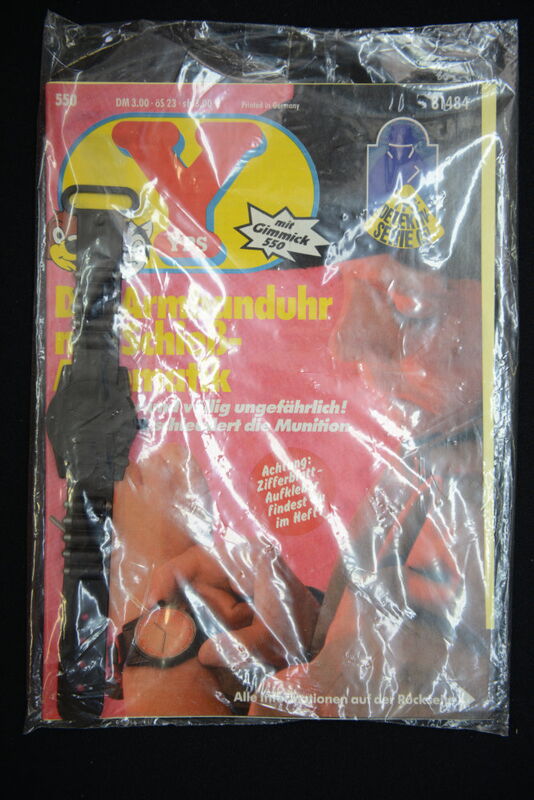 550
DM 3.00 · öS 23 · sfr 3.00
Printed in Germany
81484
Y
Yps
mit
Gimmick
550
Armbanduhr
Schieß-
völlig ungefährlich!
die Munition
Achtung:
Zifferblatt-
Aufkleber
findest
im Heft
Alle Informationen auf der Rückseite